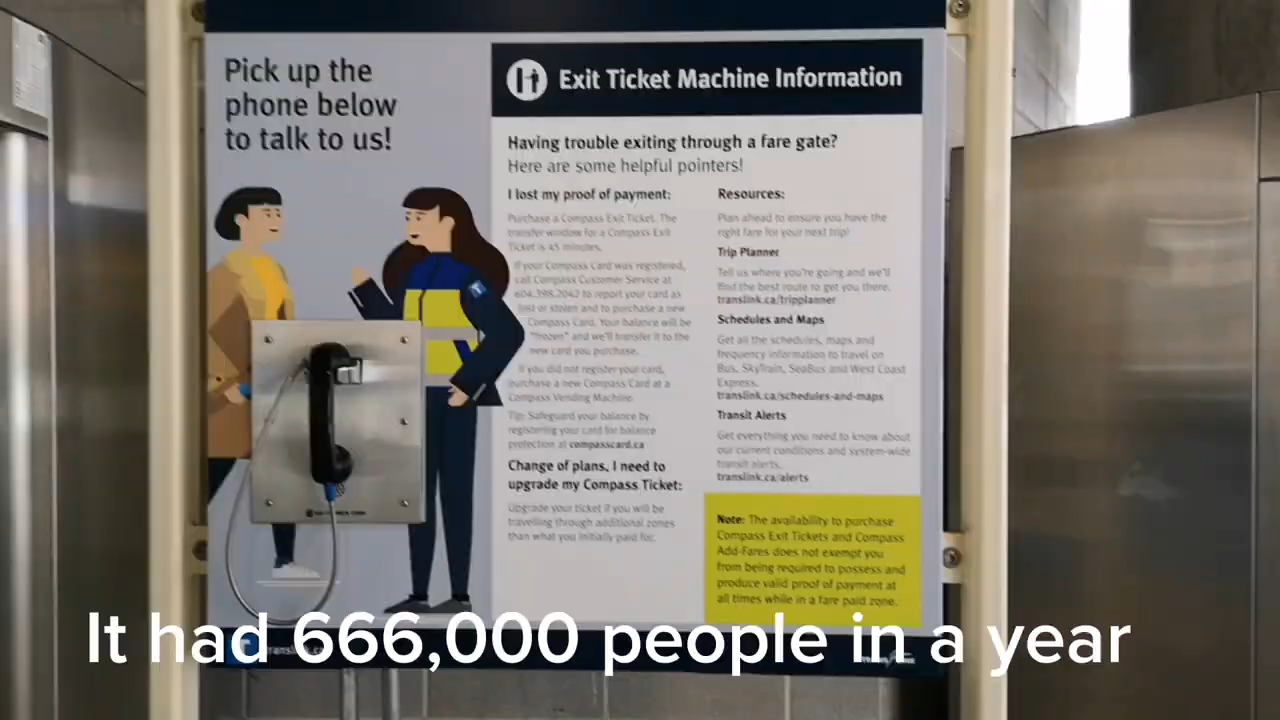 Pick up the
phone below
to talk to us!
Exit Ticket Machine Information
Having trouble exiting through a fare gate?
Here are some helpful pointers!
I lost my proof of payment:
Purchase a Compass Exit Ticket. The
transfer window for a Compass Exit
Ticket is 45 minutes.
If your Compass Card was registered,
call Compass Customer Service at
604.398.2042 to report your card as
lost or stolen and to purchase a new
Compass Card. Your balance will be
"frozen" and we'll transfer it to the
new card you purchase.
If you did not register your card,
purchase a new Compass Card at a
Compass Vending Machine.
Tip: Safeguard your balance by
registering your card for balance
protection at compasscard.ca
Change of plans, I need to
upgrade my Compass Ticket:
Upgrade your ticket if you will be
travelling through additional zones
than what you initially paid for.
Resources:
Plan ahead to ensure you have the
right fare for your next trip!
Trip Planner
Tell us where you're going and we'll
find the best route to get you there.
translink.ca/tripplanner
Schedules and Maps
Get all the schedules, maps and
frequency information to travel on
Bus, SkyTrain, SeaBus and West Coast
Express.
translink.ca/schedules-and-maps
Transit Alerts
Get everything you need to know about
our current conditions and system-wide
transit alerts.
translink.ca/alerts
Note: The availability to purchase
Compass Exit Tickets and Compass
Add-Fares does not exempt you
from being required to possess and
produce valid proof of payment at
all times while in a fare paid zone.
It had 666,000 people in a year